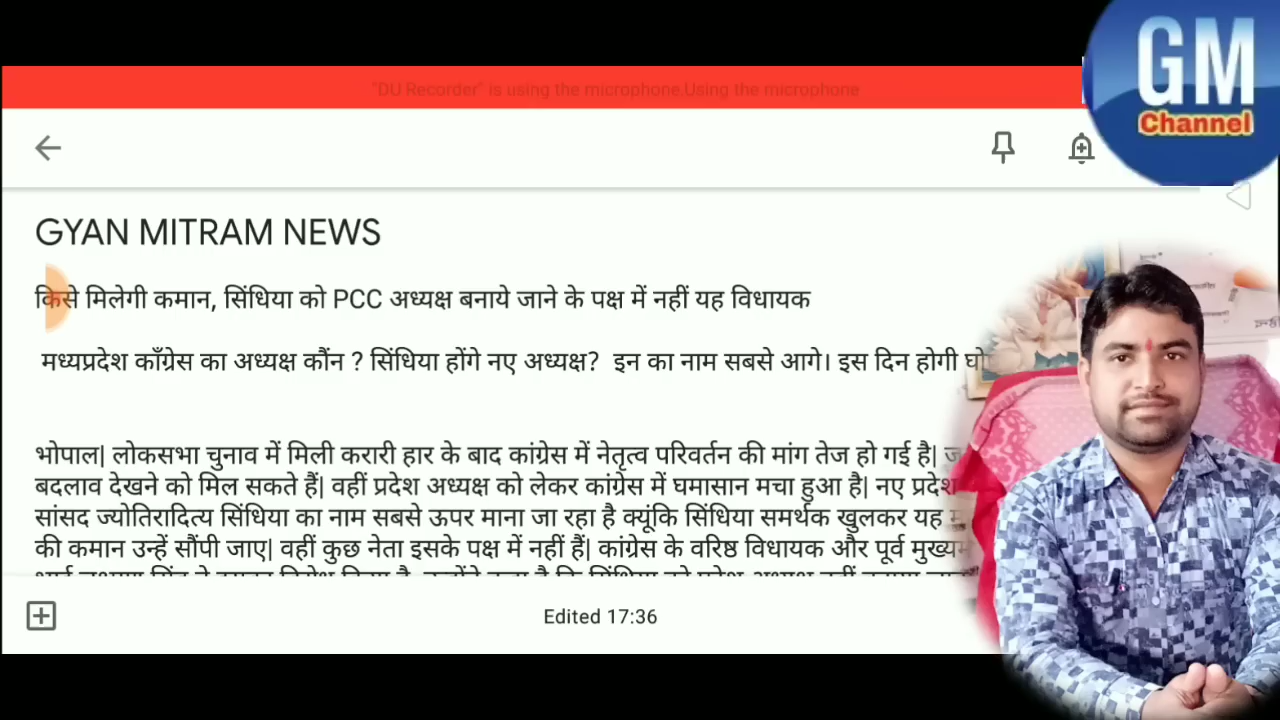 "DU Recorder" is using the microphone.Using the microphone
GM
Channel
GYAN MITRAM NEWS
किसे मिलेगी कमान, सिंधिया को PCC अध्यक्ष बनाये जाने के पक्ष में नहीं यह विधायक
मध्यप्रदेश काँग्रेस का अध्यक्ष कौंन ? सिंधिया होंगे नए अध्यक्ष? इन का नाम सबसे आगे। इस दिन होगी
भोपाल| लोकसभा चुनाव में मिली करारी हार के बाद कांग्रेस में नेतृत्व परिवर्तन की मांग तेज हो गई है|
बदलाव देखने को मिल सकते हैं| वहीं प्रदेश अध्यक्ष को लेकर कांग्रेस में घमासान मचा हुआ है| नए प्रदेश
सांसद ज्योतिरादित्य सिंधिया का नाम सबसे ऊपर माना जा रहा है क्यूंकि सिंधिया समर्थक खुलकर यह
की कमान उन्हें सौंपी जाए| वहीं कुछ नेता इसके पक्ष में नहीं हैं| कांग्रेस के वरिष्ठ विधायक और पूर्व
Edited 17:36